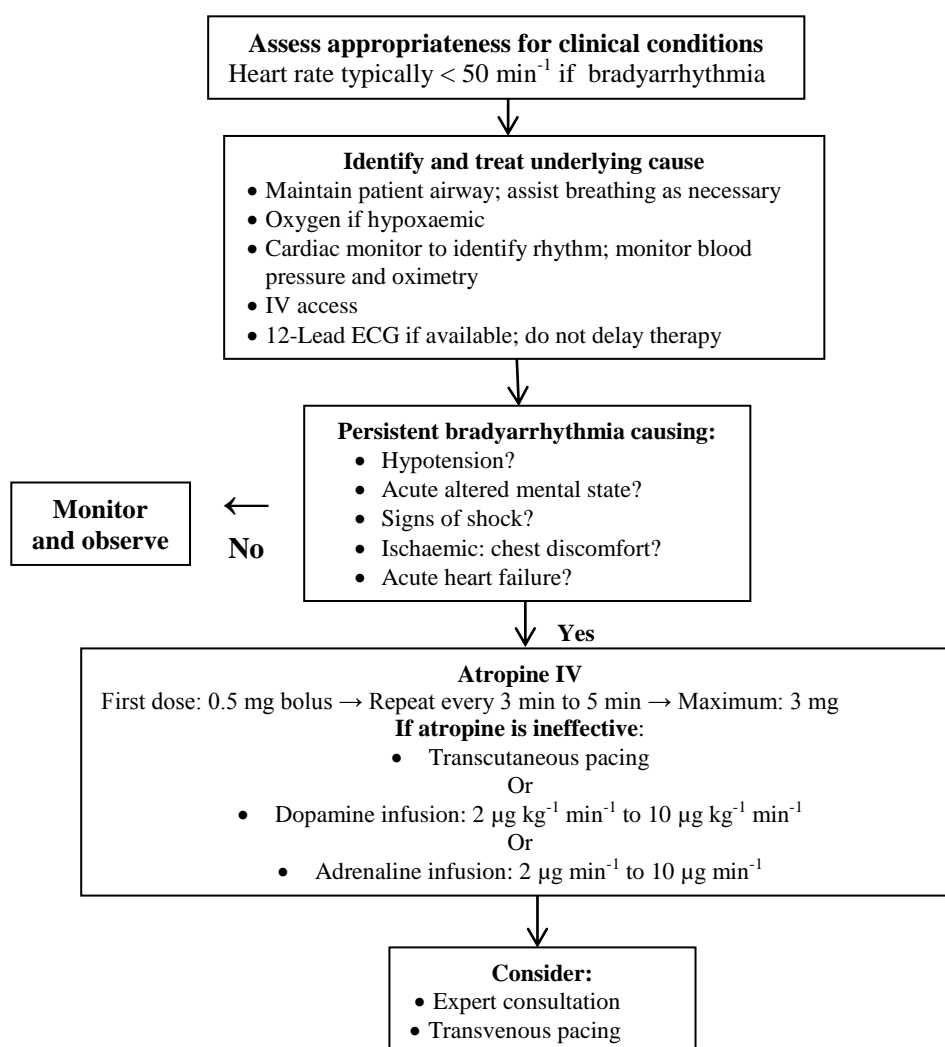 Assess appropriateness for clinical conditions
Heart rate typically < 50 min⁻¹ if bradyarrhythmia
Identify and treat underlying cause
• Maintain patient airway; assist breathing as necessary
• Oxygen if hypoxaemic
• Cardiac monitor to identify rhythm; monitor blood
pressure and oximetry
• IV access
• 12-Lead ECG if available; do not delay therapy
Persistent bradyarrhythmia causing:
• Hypotension?
• Acute altered mental state?
• Signs of shock?
• Ischaemic: chest discomfort?
• Acute heart failure?
←
No
Monitor
and observe
Yes
Atropine IV
First dose: 0.5 mg bolus → Repeat every 3 min to 5 min → Maximum: 3 mg
If atropine is ineffective:
• Transcutaneous pacing
Or
• Dopamine infusion: 2 µg kg⁻¹ min⁻¹ to 10 µg kg⁻¹ min⁻¹
Or
• Adrenaline infusion: 2 µg min⁻¹ to 10 µg min⁻¹
Consider:
• Expert consultation
• Transvenous pacing